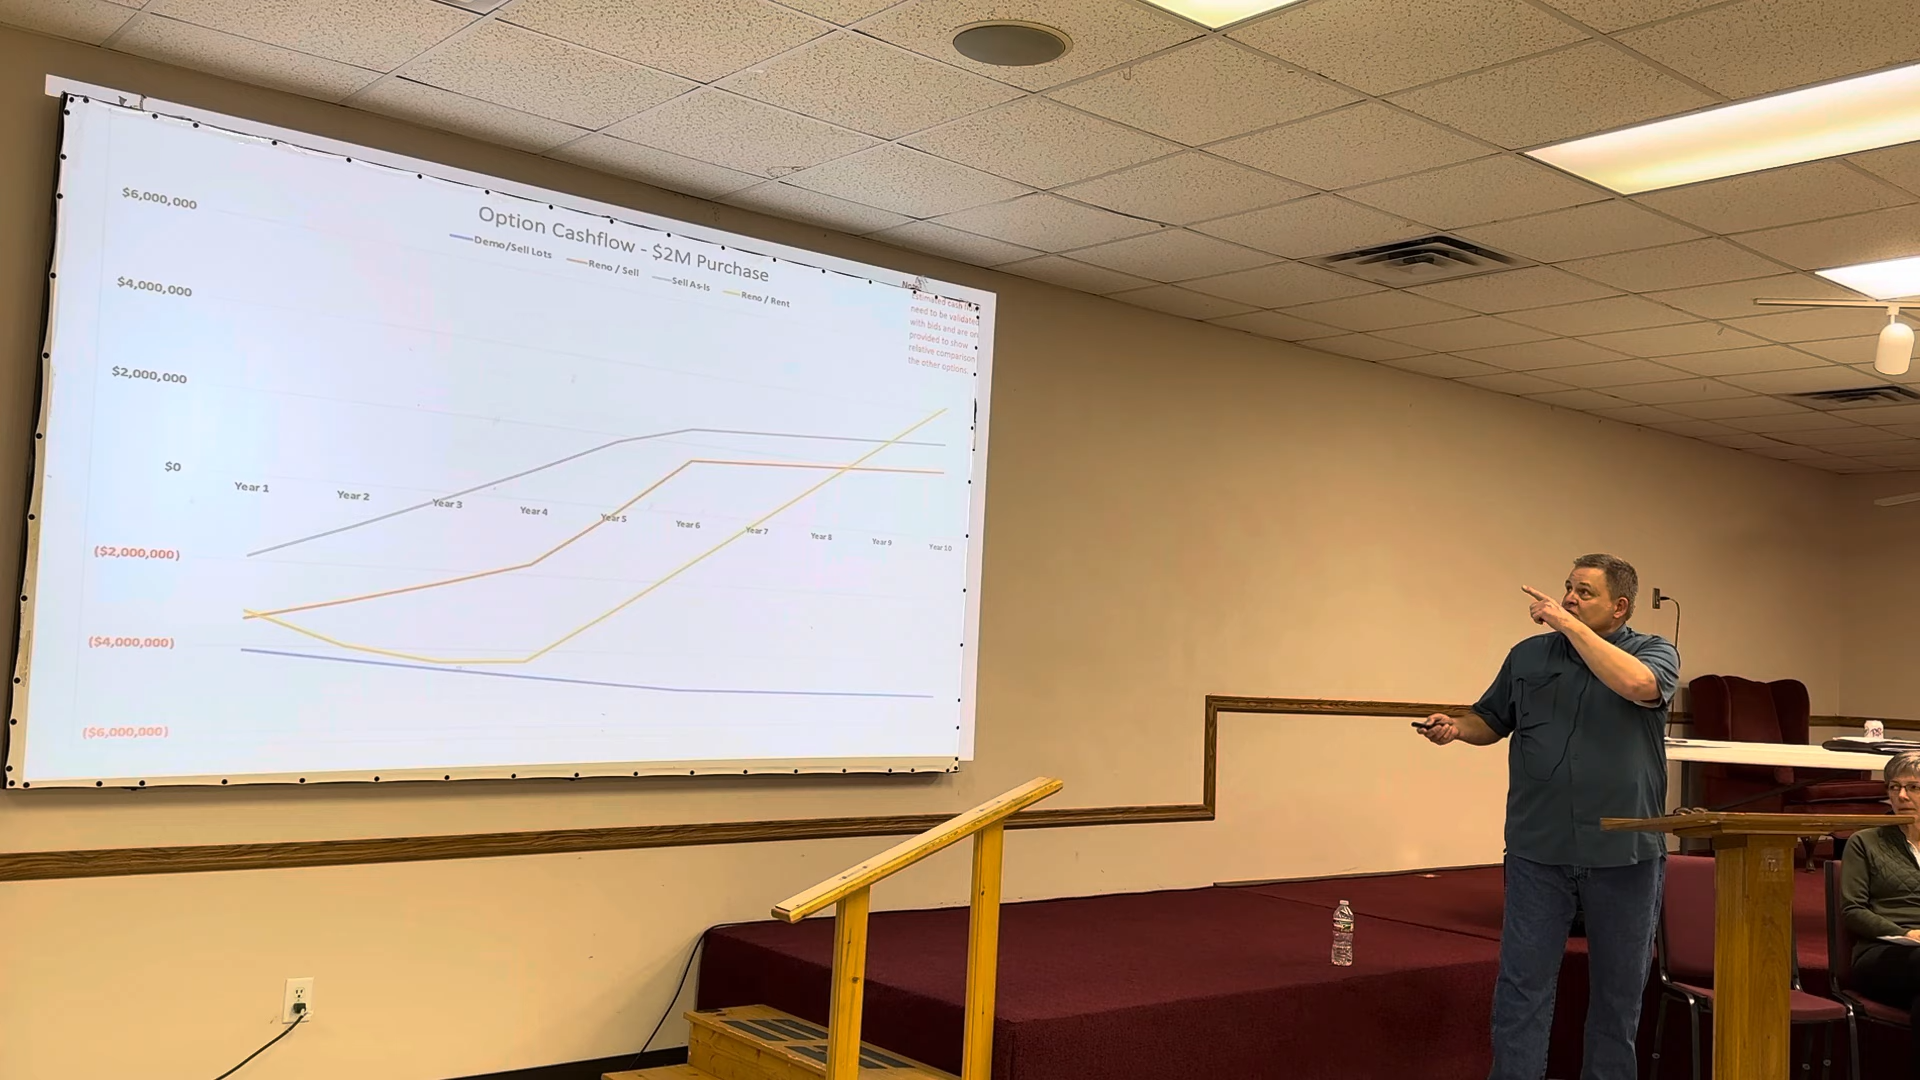 Option Cashflow - $2M Purchase
Demo/Sell Lots
Reno / Sell
Sell As-Is
Reno / Rent
Estimated cash
need to be validated
with bids and are
provided to show
relative comparison
the other options.
$6,000,000
$4,000,000
$2,000,000
$0
($2,000,000)
($4,000,000)
($6,000,000)
Year 1
Year 2
Year 3
Year 4
Year 5
Year 6
Year 7
Year 8
Year 9
Year 10